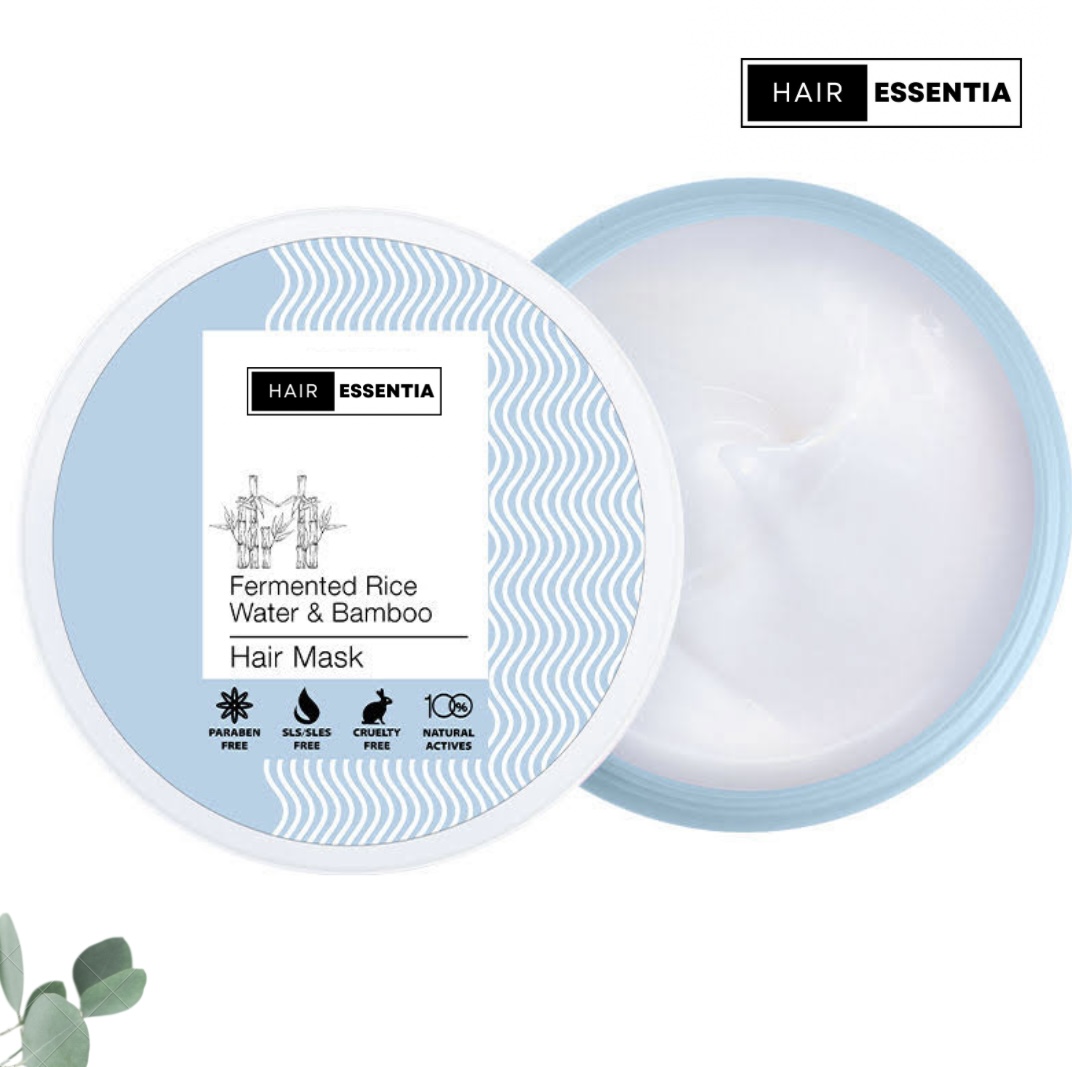 HAIR ESSENTIA
HAIR ESSENTIA
Fermented Rice
Water & Bamboo
Hair Mask
PARABEN FREE
SLS/SLES FREE
CRUELTY FREE
100% NATURAL ACTIVES